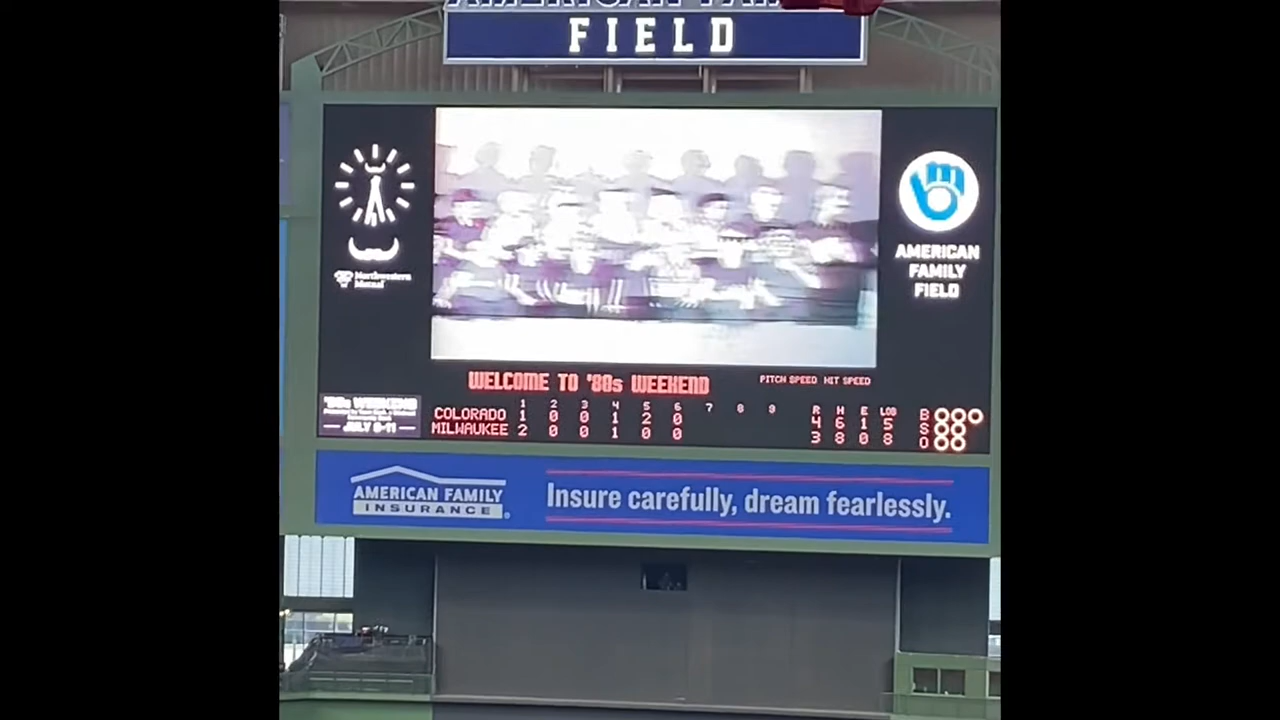 AMERICAN FAM
FIELD
Northwestern
Mutual
AMERICAN
FAMILY
FIELD
WELCOME TO '80s WEEKEND
PITCH SPEED HIT SPEED
'80s WEEKEND
JULY 9-11
1 2 3 4 5 6 7 8 9 R H E LOB
COLORADO 1 0 0 1 2 0 4 6 1 5 B
MILWAUKEE 2 0 0 1 0 0 3 8 0 8 S
O
AMERICAN FAMILY
INSURANCE
Insure carefully, dream fearlessly.